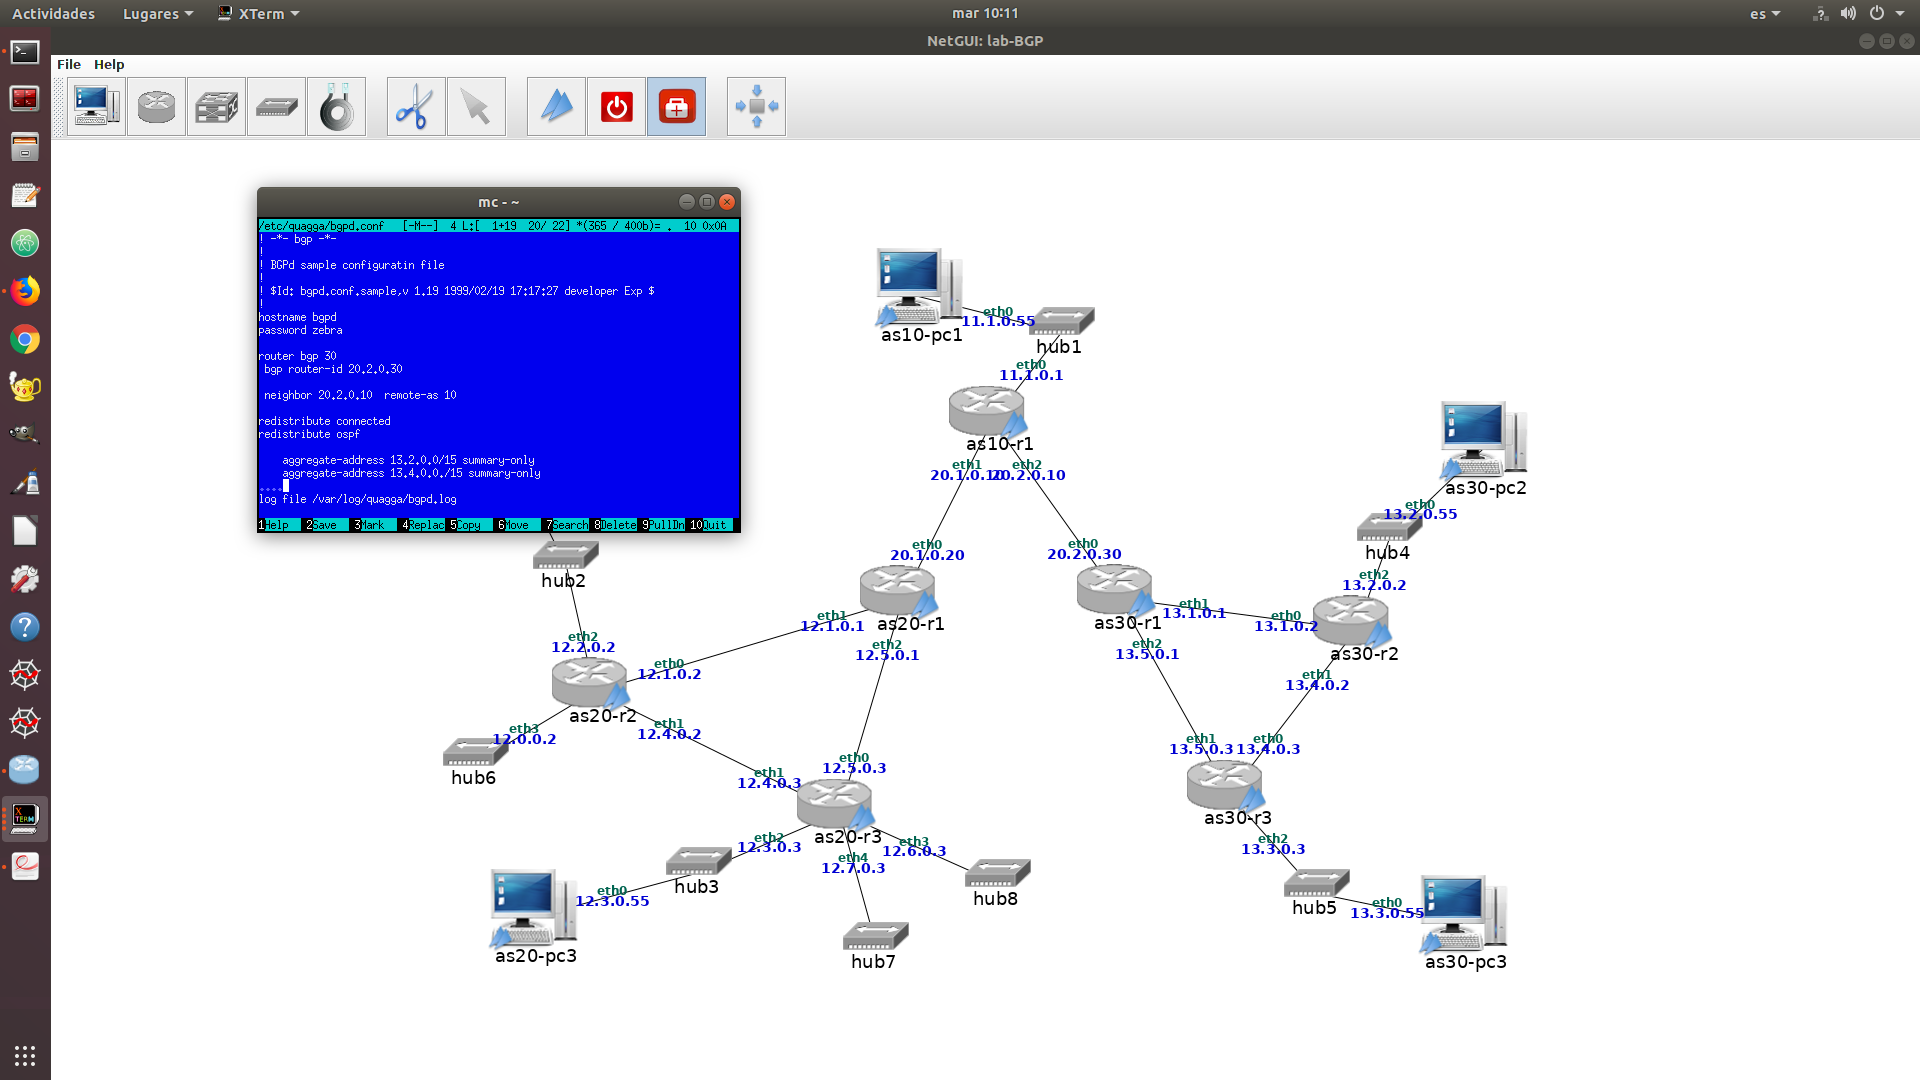 Actividades Lugares XTerm mar 10:11 es
NetGUI: lab-BGP
File Help
mc - ~
/etc/quagga/bgpd.conf [-M--] 4 L:[ 1+19 20/ 22] *(365 / 400b)= . 10 0x0A
! -*- bgp -*-
!
! BGPd sample configuratin file
!
! $Id: bgpd.conf.sample,v 1.19 1999/02/19 17:17:27 developer Exp $
!
hostname bgpd
password zebra
router bgp 30
bgp router-id 20.2.0.30
neighbor 20.2.0.10 remote-as 10
redistribute connected
redistribute ospf
aggregate-address 13.2.0.0/15 summary-only
aggregate-address 13.4.0.0./15 summary-only
....
log file /var/log/quagga/bgpd.log
1Help 2Save 3Mark 4Replac 5Copy 6Move 7Search 8Delete 9PullDn 10Quit
eth0
11.1.0.55
as10-pc1
hub1
eth0
11.1.0.1
as10-r1
eth1
20.1.0.10
eth2
20.2.0.10
as30-pc2
eth0
13.2.0.55
hub4
eth2
13.2.0.2
eth0
20.1.0.20
eth0
20.2.0.30
hub2
as20-r1
eth1
12.1.0.1
eth2
12.5.0.1
as30-r1
eth1
13.1.0.1
eth0
13.1.0.2
eth2
13.5.0.1
as30-r2
eth1
13.4.0.2
eth2
12.2.0.2
eth0
12.1.0.2
as20-r2
eth1
12.4.0.2
eth3
12.0.0.2
hub6
eth1
12.4.0.3
eth0
12.5.0.3
eth1
13.5.0.3
eth0
13.4.0.3
as30-r3
eth2
13.3.0.3
as20-r3
eth2
12.3.0.3
eth4
12.7.0.3
eth3
12.6.0.3
hub3
hub8
hub5
eth0
12.3.0.55
as20-pc3
hub7
eth0
13.3.0.55
as30-pc3
X
TERM